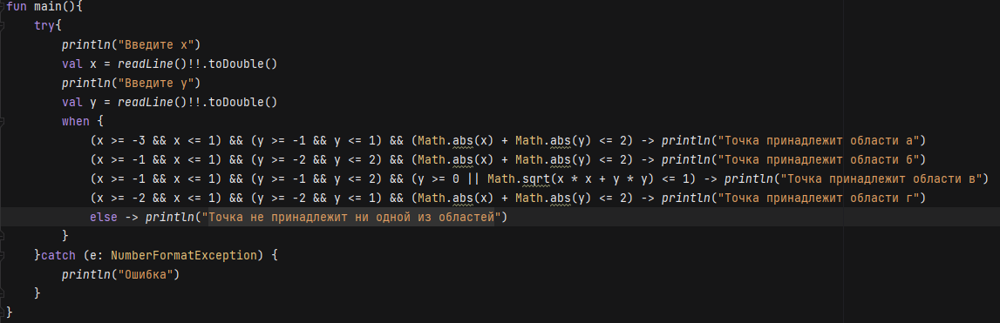 fun main(){
    try{
        println("Введите x")
        val x = readLine()!!.toDouble()
        println("Введите y")
        val y = readLine()!!.toDouble()
        when {
            (x >= -3 && x <= 1) && (y >= -1 && y <= 1) && (Math.abs(x) + Math.abs(y) <= 2) -> println("Точка принадлежит области а")
            (x >= -1 && x <= 1) && (y >= -2 && y <= 2) && (Math.abs(x) + Math.abs(y) <= 2) -> println("Точка принадлежит области б")
            (x >= -1 && x <= 1) && (y >= -1 && y <= 2) && (y >= 0 || Math.sqrt(x * x + y * y) <= 1) -> println("Точка принадлежит области в")
            (x >= -2 && x <= 1) && (y >= -2 && y <= 1) && (Math.abs(x) + Math.abs(y) <= 2) -> println("Точка принадлежит области г")
            else -> println("Точка не принадлежит ни одной из областей")
        }
    }catch (e: NumberFormatException) {
        println("Ошибка")
    }
}